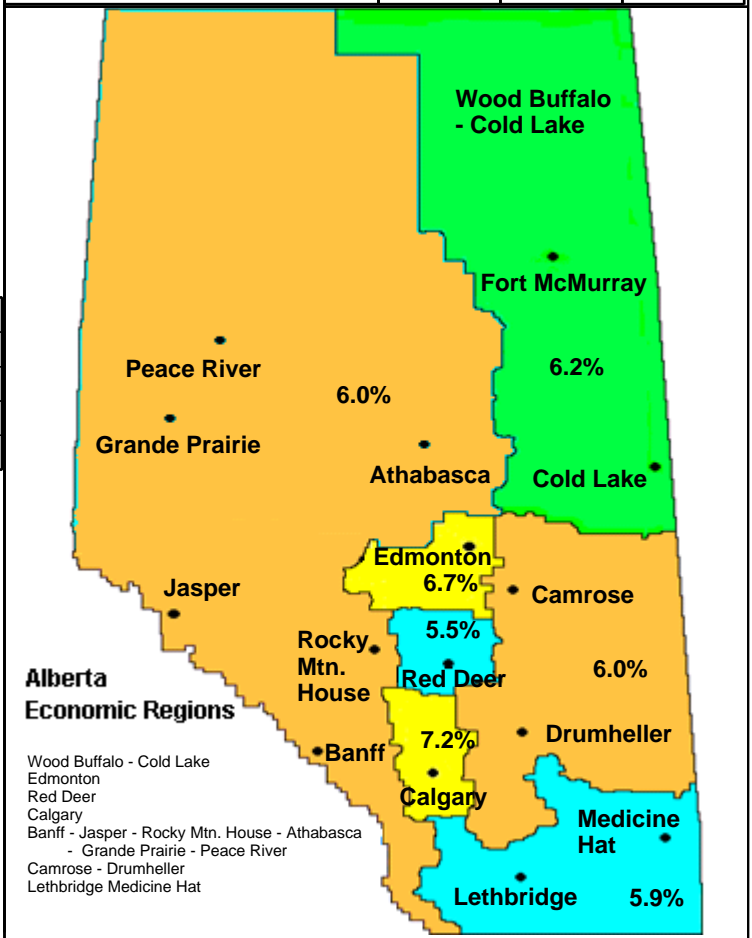 Wood Buffalo
- Cold Lake
Fort McMurray
6.2%
Peace River
6.0%
Grande Prairie
Athabasca
Cold Lake
Edmonton
6.7%
Jasper
Camrose
5.5%
Rocky
Mtn.
House
Red Deer
6.0%
Alberta
Economic Regions
7.2%
Drumheller
Banff
Calgary
Wood Buffalo - Cold Lake
Edmonton
Red Deer
Calgary
Banff - Jasper - Rocky Mtn. House - Athabasca
- Grande Prairie - Peace River
Camrose - Drumheller
Lethbridge Medicine Hat
Medicine
Hat
Lethbridge
5.9%